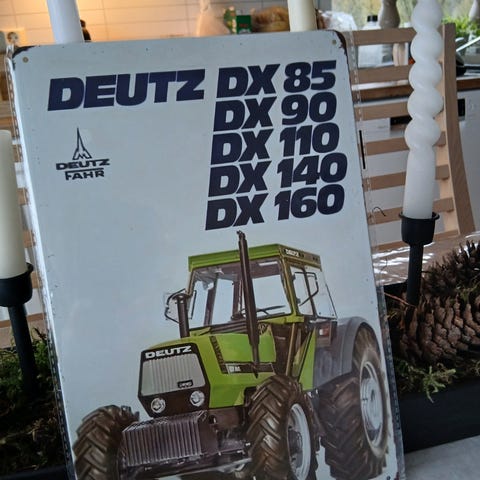 DEUTZ DX 85
DX 90
DX 110
DX 140
DX 160
DEUTZ
FAHR
DEUTZ
DEUTZ